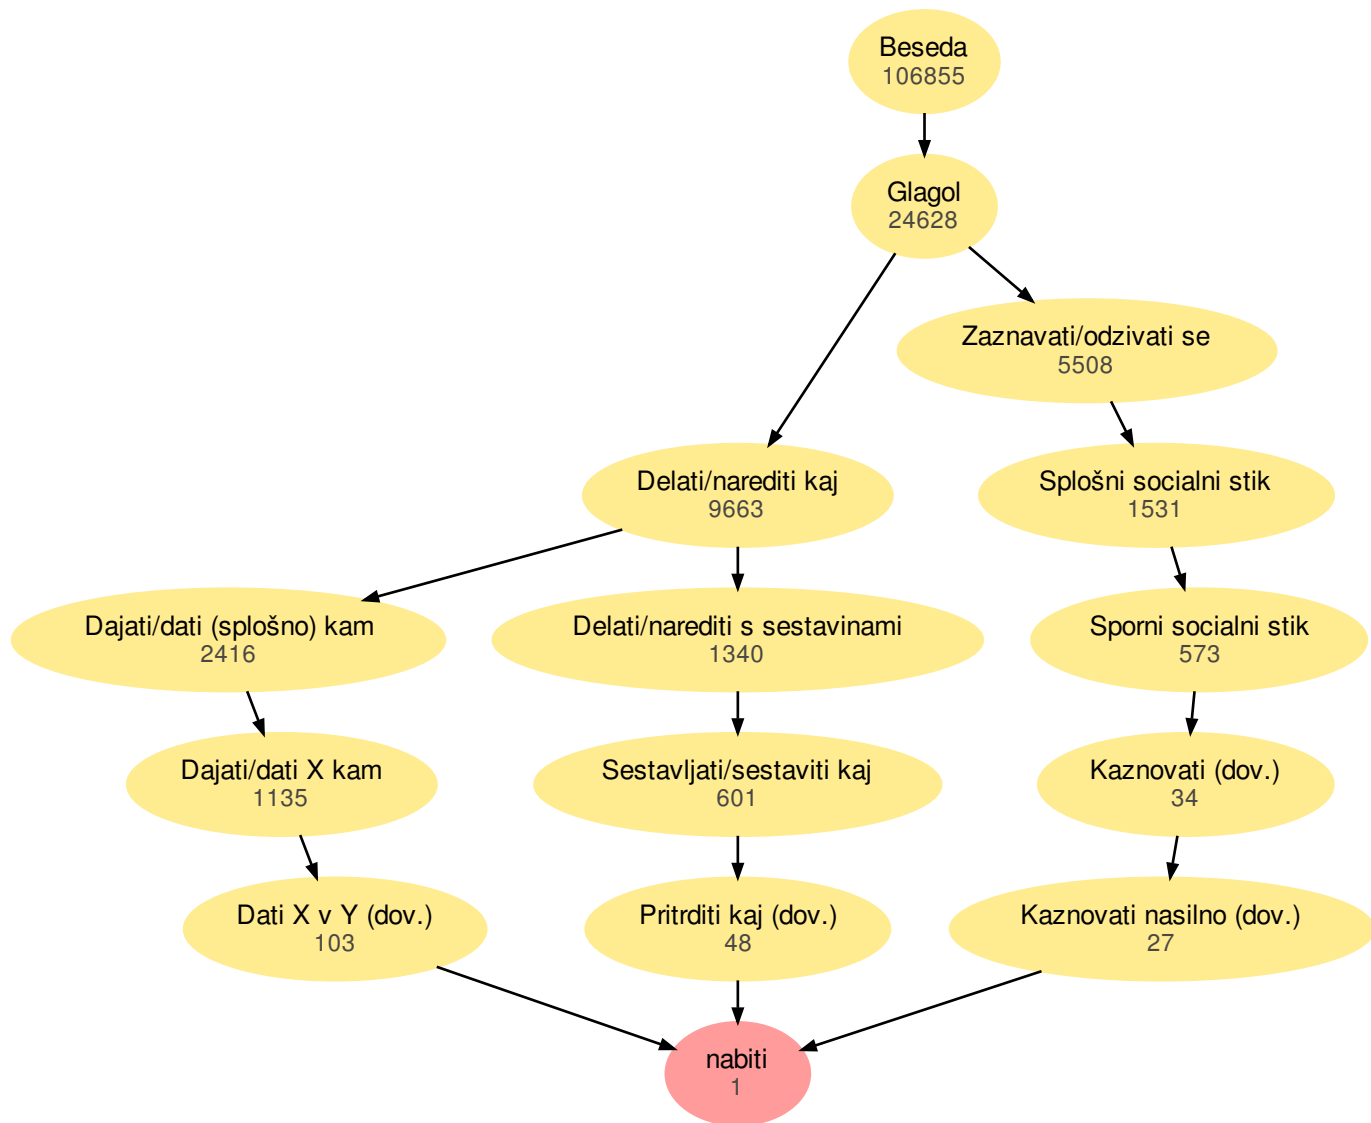 Beseda
106855
Glagol
24628
Zaznavati/odzivati se
5508
Delati/narediti kaj
9663
Splošni socialni stik
1531
Dajati/dati (splošno) kam
2416
Delati/narediti s sestavinami
1340
Sporni socialni stik
573
Dajati/dati X kam
1135
Sestavljati/sestaviti kaj
601
Kaznovati (dov.)
34
Dati X v Y (dov.)
103
Pritrditi kaj (dov.)
48
Kaznovati nasilno (dov.)
27
nabiti
1